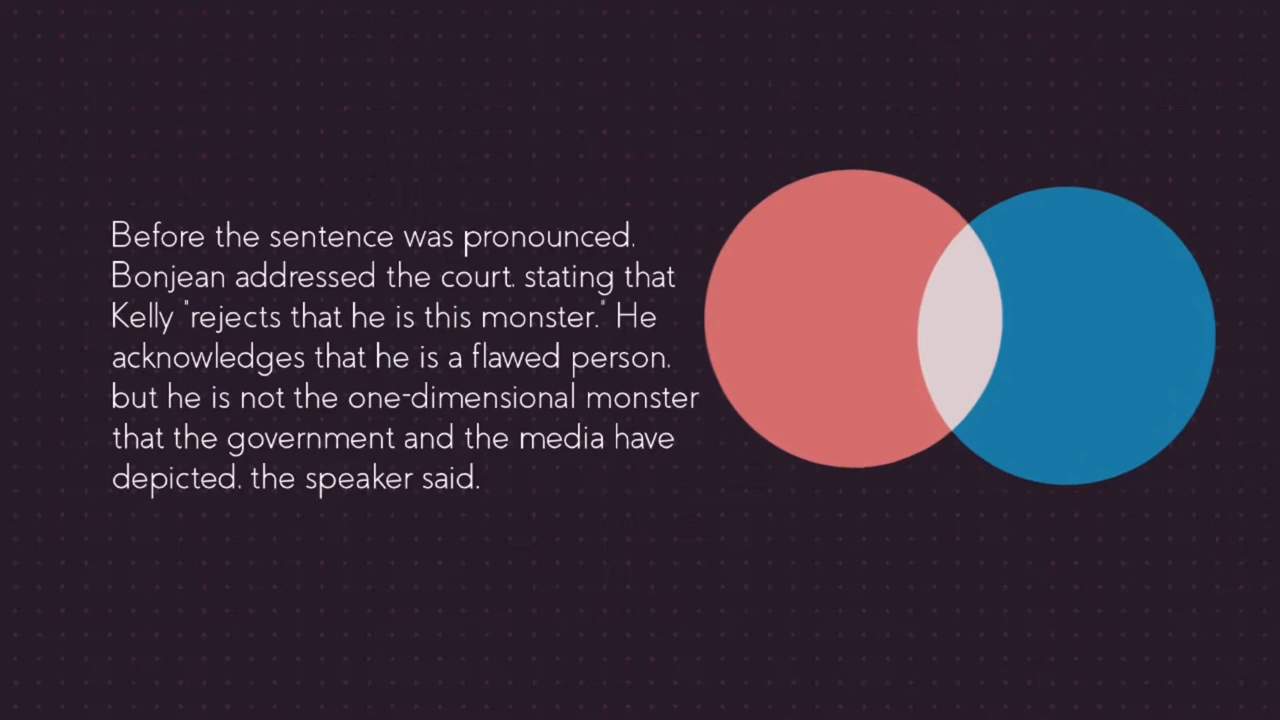 Before the sentence was pronounced,
Bonjean addressed the court, stating that
Kelly "rejects that he is this monster." He
acknowledges that he is a flawed person,
but he is not the one-dimensional monster
that the government and the media have
depicted, the speaker said.